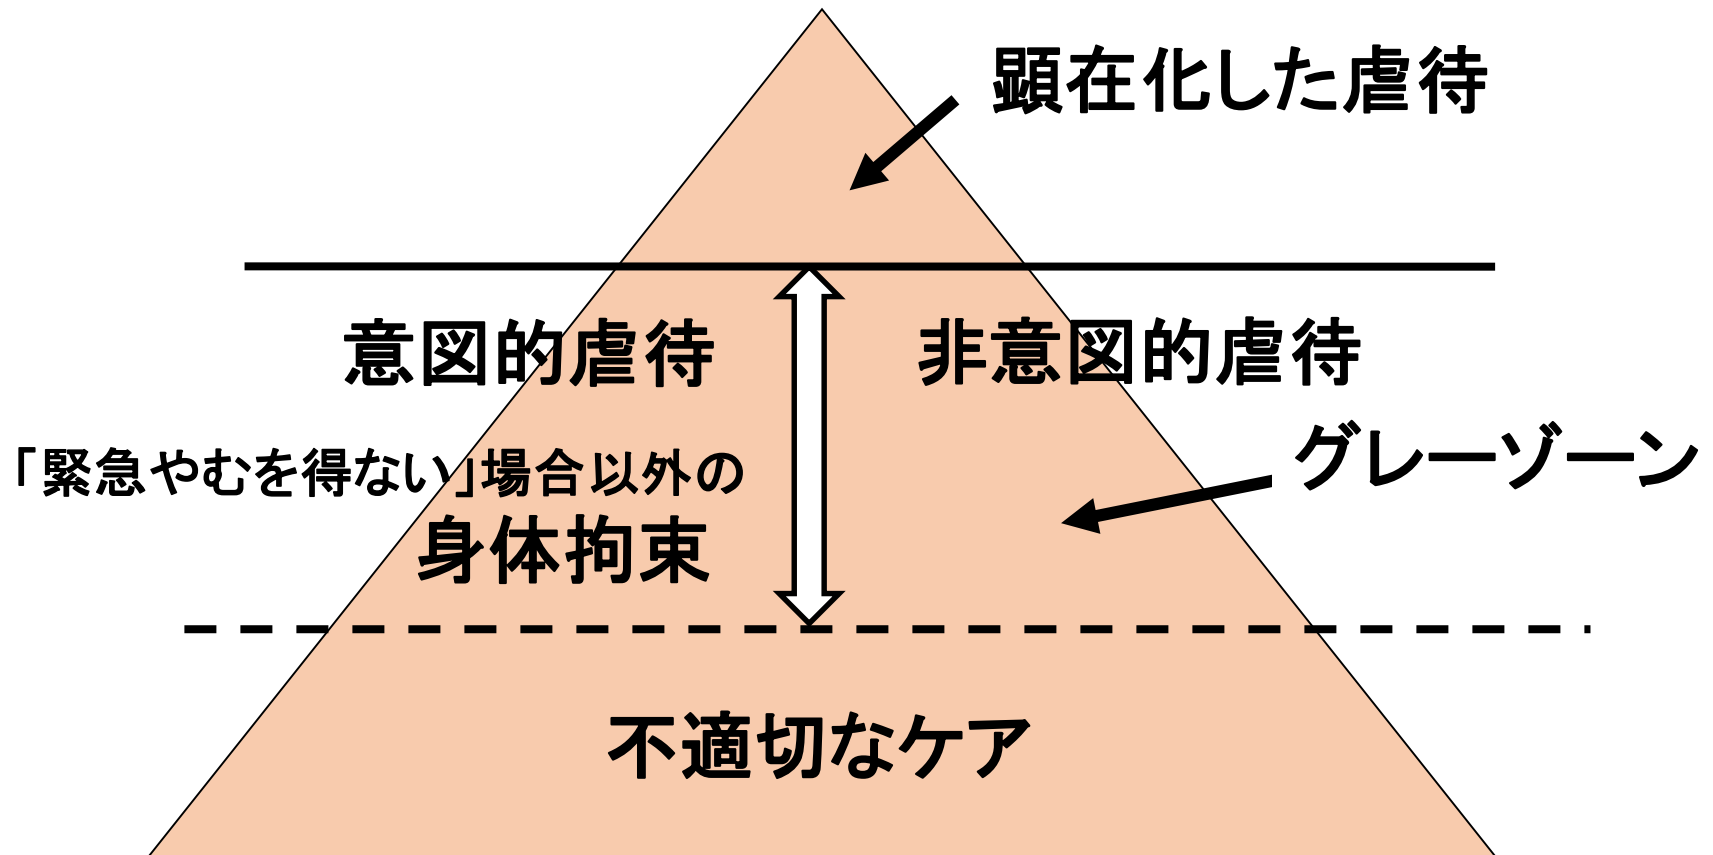 顕在化した虐待
意図的虐待
非意図的虐待
「緊急やむを得ない」場合以外の
身体拘束
グレーゾーン
不適切なケア